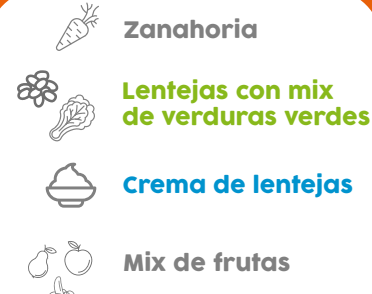 Zanahoria
Lentejas con mix
de verduras verdes
Crema de lentejas
Mix de frutas